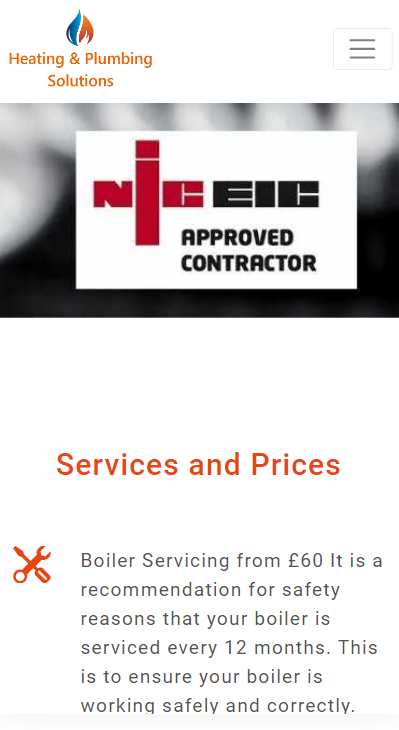 Heating & Plumbing
Solutions
NICEIC
APPROVED
CONTRACTOR
Services and Prices
Boiler Servicing from £60 It is a
recommendation for safety
reasons that your boiler is
serviced every 12 months. This
is to ensure your boiler is
working safely and correctly.